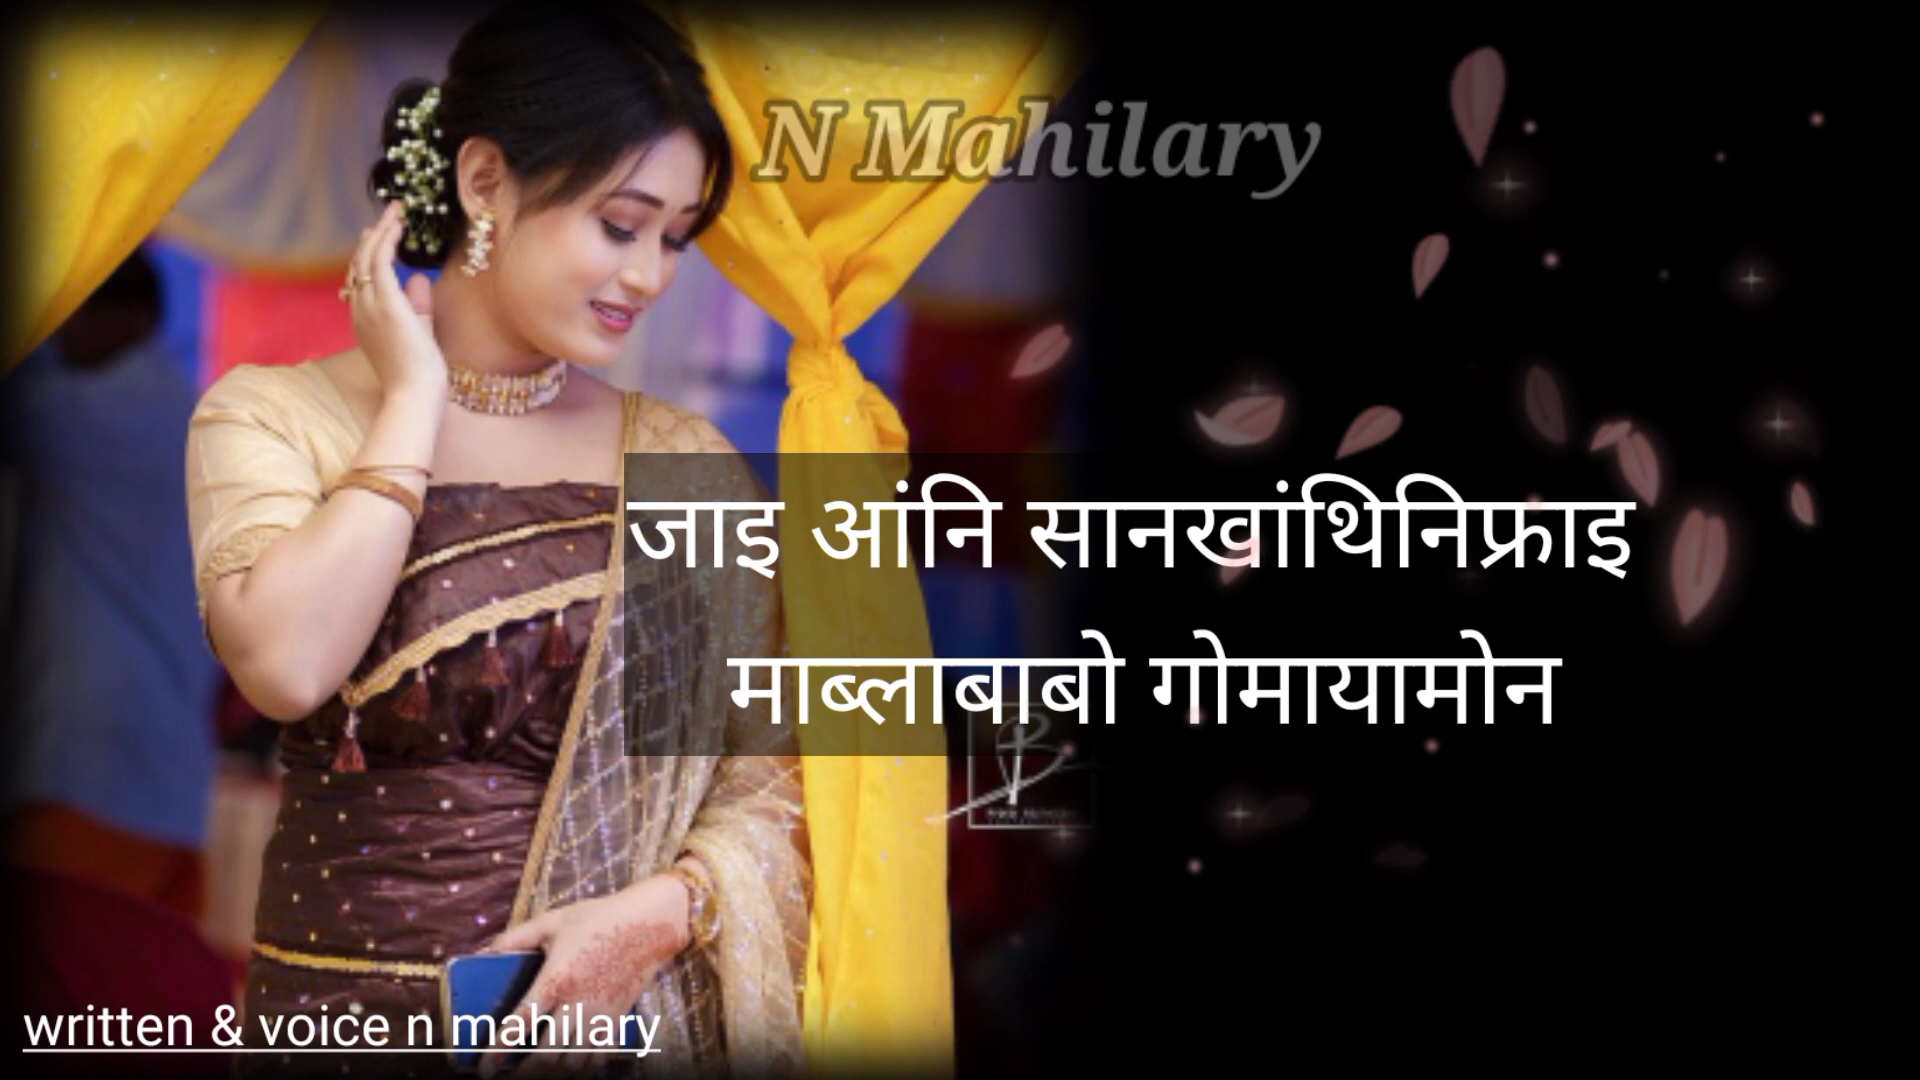 N Mahilary
जाइ आंनि सानखांथिनिफ्राइ
माब्लाबाबो गोमायामोन
written & voice n mahilary